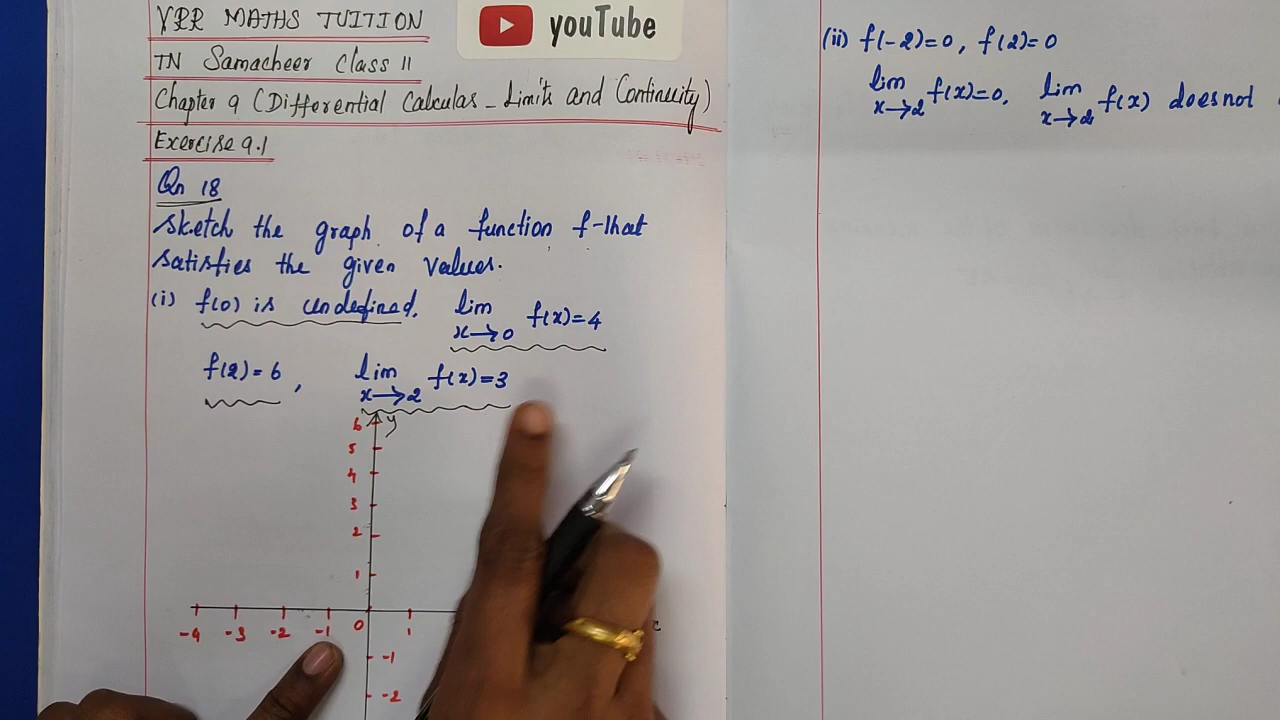 VRR MATHS TUITION
TN Samacheer Class 11
Chapter 9 (Differential Calculas - Limits and Continuity)
Exercise 9.1
Qn 18
Sketch the graph of a function f that
satisfies the given values.
(i) f(0) is undefined, lim x→0 f(x)=4
f(2)=6, lim x→2 f(x)=3
y
6
5
4
3
2
1
-4 -3 -2 -1 0 1
-1
-2
youTube
(ii) f(-2)=0, f(2)=0
lim f(x)=0. lim f(x) does not